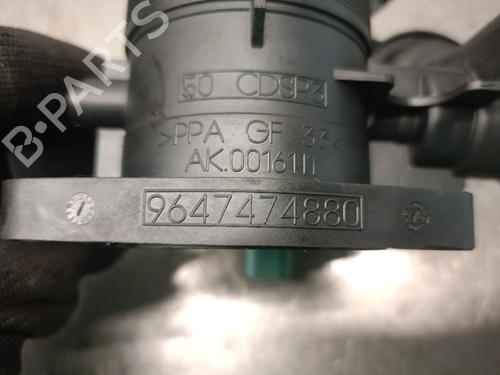 50 CDSP3
>PPA GF 33<
AK.0016111
9647474880
B-PARTS